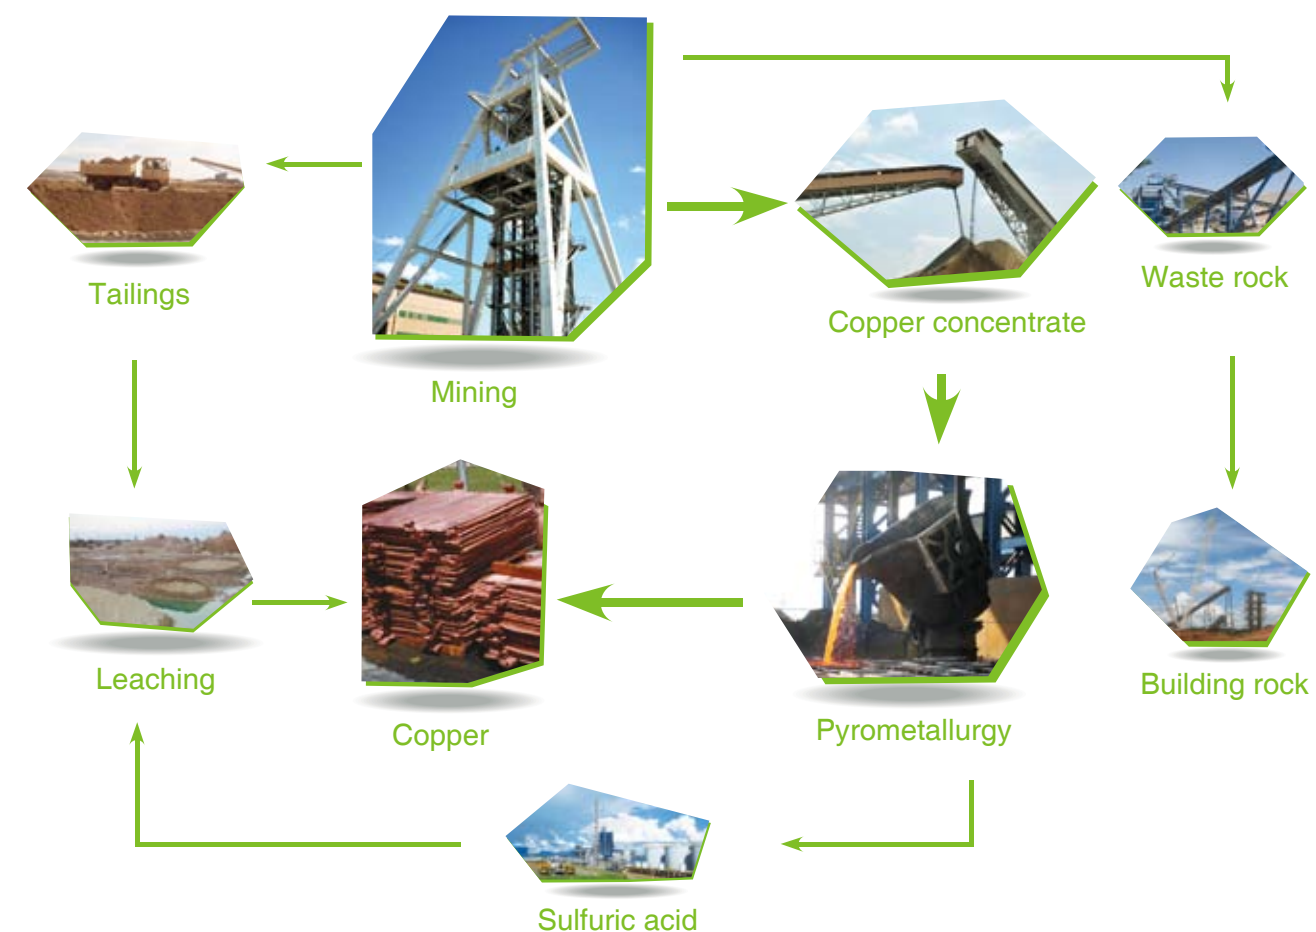 Tailings
Mining
Copper concentrate
Waste rock
Leaching
Copper
Pyrometallurgy
Building rock
Sulfuric acid